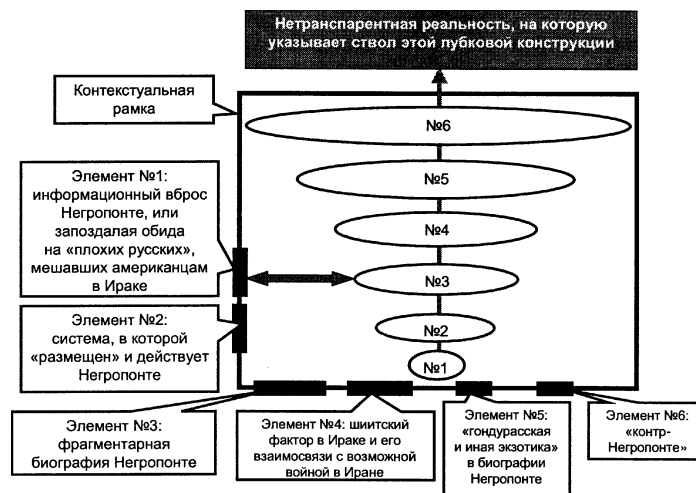 Нетранспарентная реальность, на которую
указывает ствол этой лубковой конструкции
Контекстуальная
рамка
№6
№5
№4
№3
№2
№1
Элемент №1:
информационный вброс
Негропонте, или
запоздалая обида
на «плохих русских»,
мешавших американцам
в Ираке
Элемент №2:
система, в которой
«размещен» и действует
Негропонте
Элемент №3:
фрагментарная
биография Негропонте
Элемент №4: шиитский
фактор в Ираке и его
взаимосвязи с возможной
войной в Иране
Элемент №5:
«гондурасская
и иная экзотика»
в биографии
Негропонте
Элемент №6:
«контр-
Негропонте»